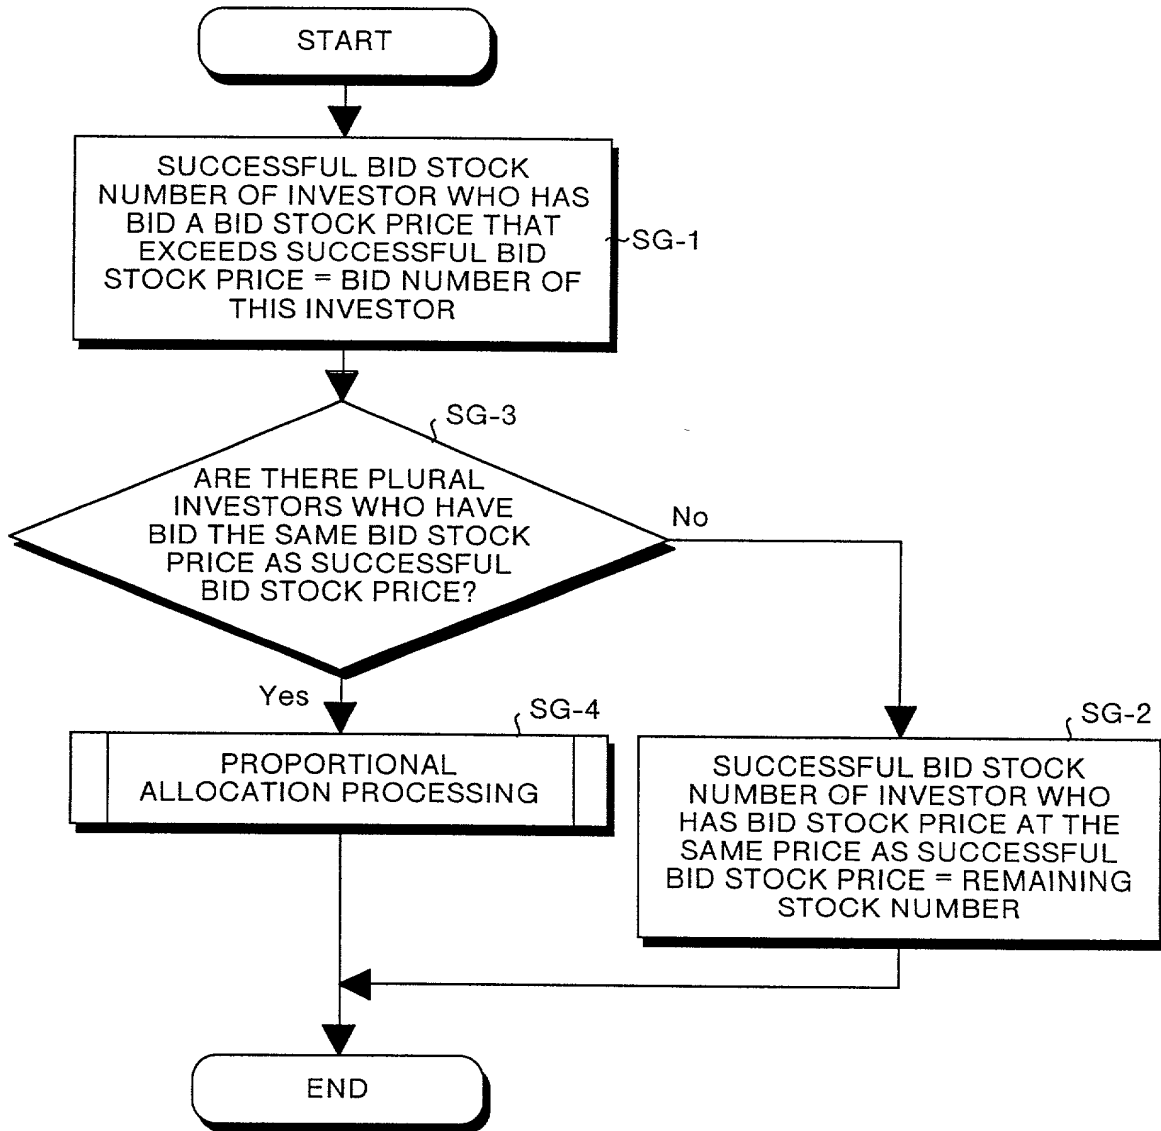 START
SUCCESSFUL BID STOCK
NUMBER OF INVESTOR WHO HAS
BID A BID STOCK PRICE THAT
EXCEEDS SUCCESSFUL BID
STOCK PRICE = BID NUMBER OF
THIS INVESTOR
SG-1
SG-3
ARE THERE PLURAL
INVESTORS WHO HAVE
BID THE SAME BID STOCK
PRICE AS SUCCESSFUL
BID STOCK PRICE?
No
Yes
SG-4
PROPORTIONAL
ALLOCATION PROCESSING
SG-2
SUCCESSFUL BID STOCK
NUMBER OF INVESTOR WHO
HAS BID STOCK PRICE AT THE
SAME PRICE AS SUCCESSFUL
BID STOCK PRICE = REMAINING
STOCK NUMBER
END